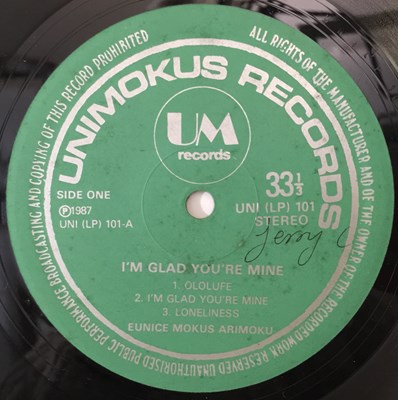 UNIMOKUS RECORDS
ALL RIGHTS OF THE MANUFACTURER AND OF THE OWNER OF THE RECORDED WORK RESERVED UNAUTHORISED PUBLIC PERFORMANCE BROADCASTING AND COPYING OF THIS RECORD PROHIBITED
UM
records
SIDE ONE
℗1987
UNI (LP) 101-A
33⅓
UNI (LP) 101
STEREO
Jerry
I'M GLAD YOU'RE MINE
1. OLOLUFE
2. I'M GLAD YOU'RE MINE
3. LONELINESS
EUNICE MOKUS ARIMOKU